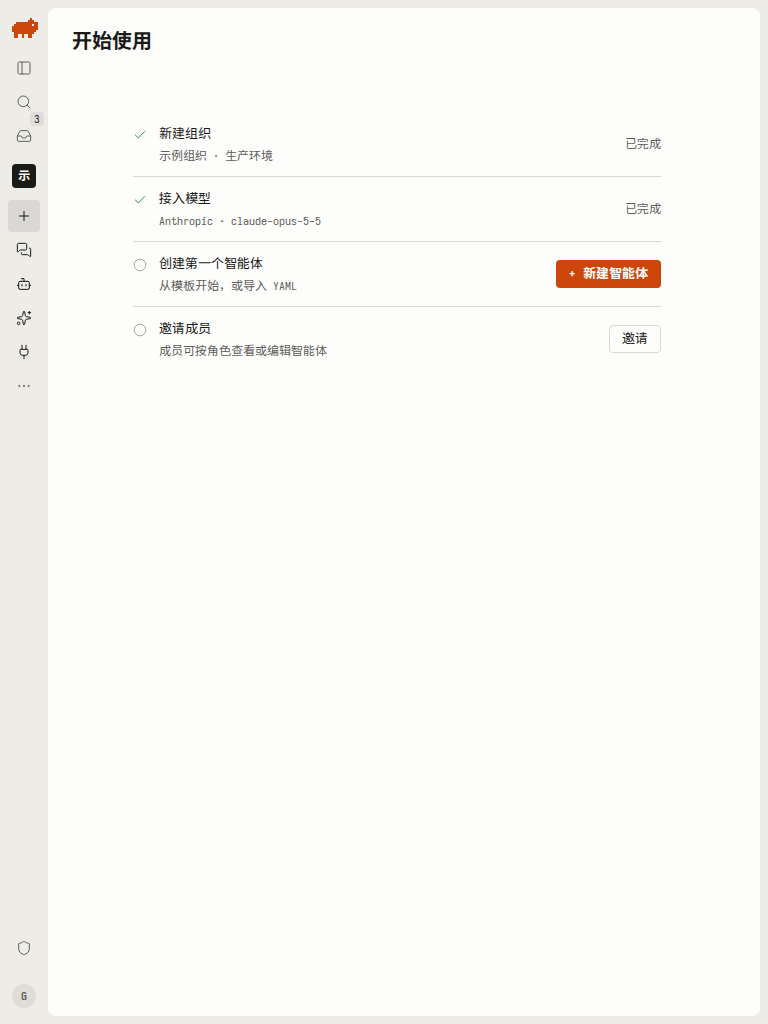 开始使用
3
示
新建组织
示例组织 · 生产环境
已完成
接入模型
Anthropic · claude-opus-5-5
已完成
创建第一个智能体
从模板开始，或导入 YAML
+ 新建智能体
邀请成员
成员可按角色查看或编辑智能体
邀请
G